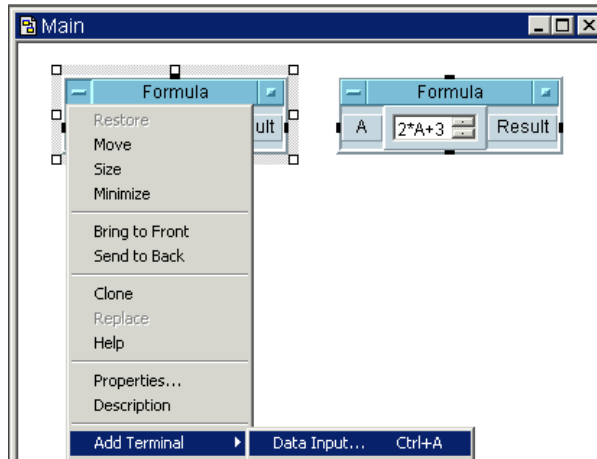 Main
Formula
Formula
ult
A
2*A+3
Result
Restore
Move
Size
Minimize
Bring to Front
Send to Back
Clone
Replace
Help
Properties...
Description
Add Terminal
Data Input... Ctrl+A